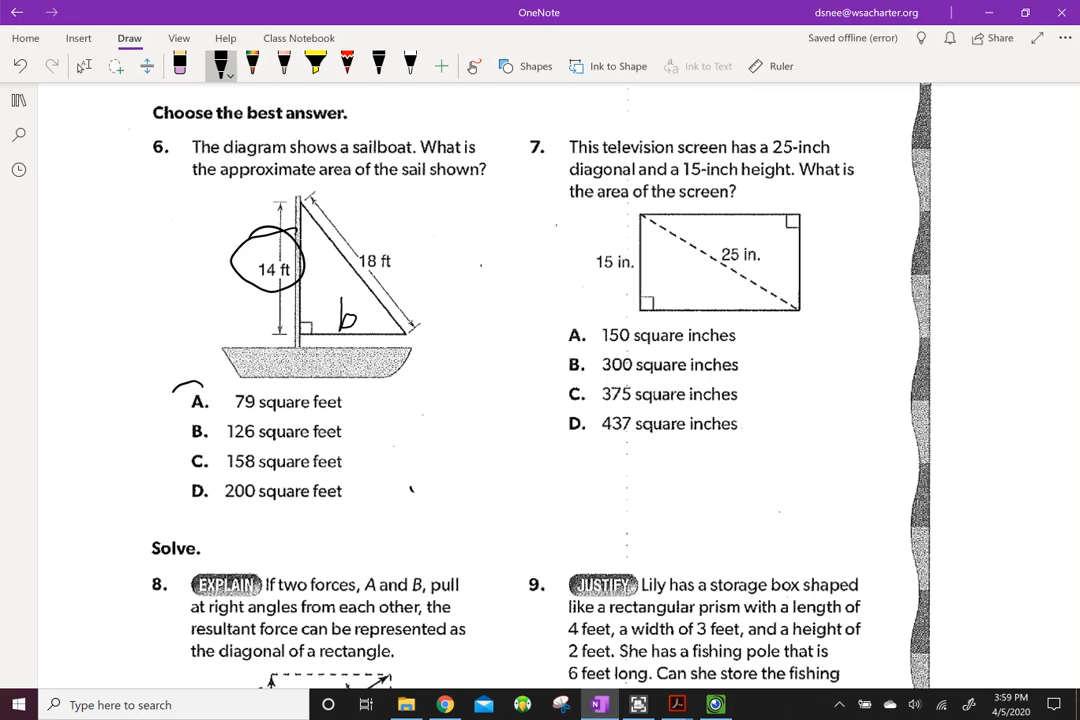 OneNote
dsnee@wsacharter.org
Home Insert Draw View Help Class Notebook
Saved offline (error) Share
Shapes Ink to Shape Ink to Text Ruler
Choose the best answer.
6. The diagram shows a sailboat. What is
the approximate area of the sail shown?
14 ft
18 ft
b
A. 79 square feet
B. 126 square feet
C. 158 square feet
D. 200 square feet
7. This television screen has a 25-inch
diagonal and a 15-inch height. What is
the area of the screen?
15 in.
25 in.
A. 150 square inches
B. 300 square inches
C. 375 square inches
D. 437 square inches
Solve.
8. EXPLAIN If two forces, A and B, pull
at right angles from each other, the
resultant force can be represented as
the diagonal of a rectangle.
9. JUSTIFY Lily has a storage box shaped
like a rectangular prism with a length of
4 feet, a width of 3 feet, and a height of
2 feet. She has a fishing pole that is
6 feet long. Can she store the fishing
Type here to search
3:59 PM
4/5/2020